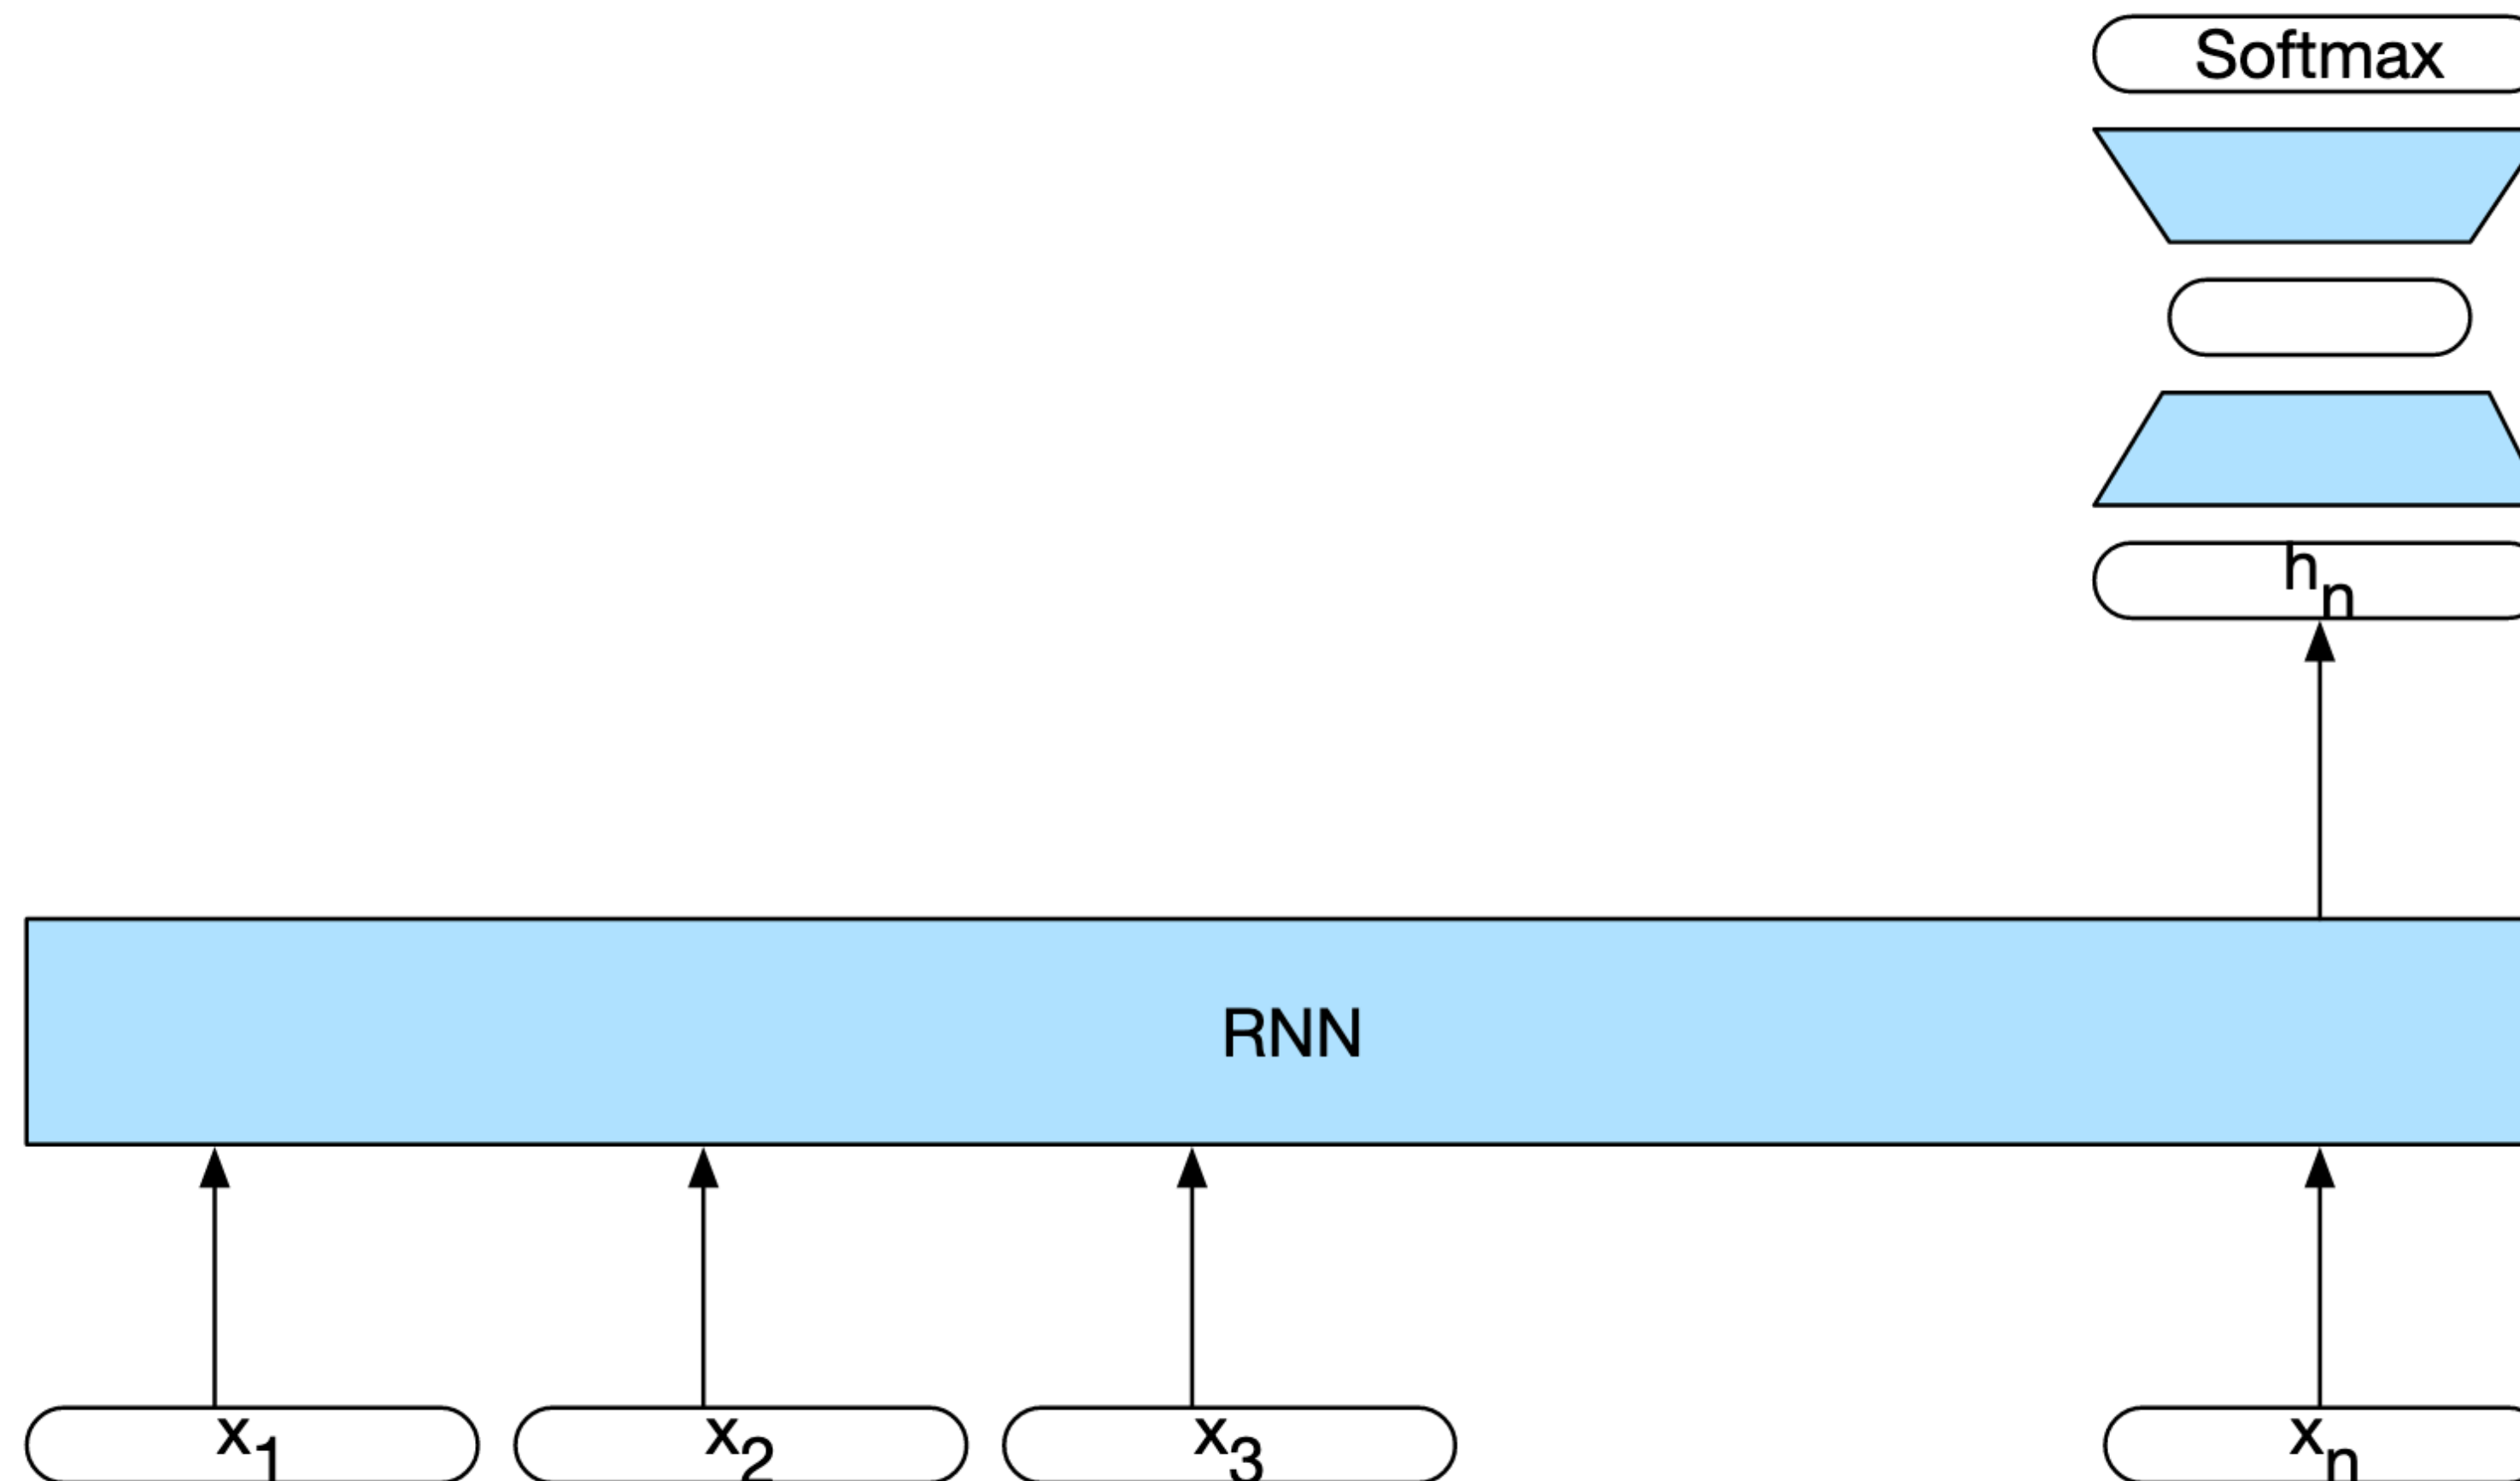 Softmax
hₙ
RNN
x₁ x₂ x₃ xₙ